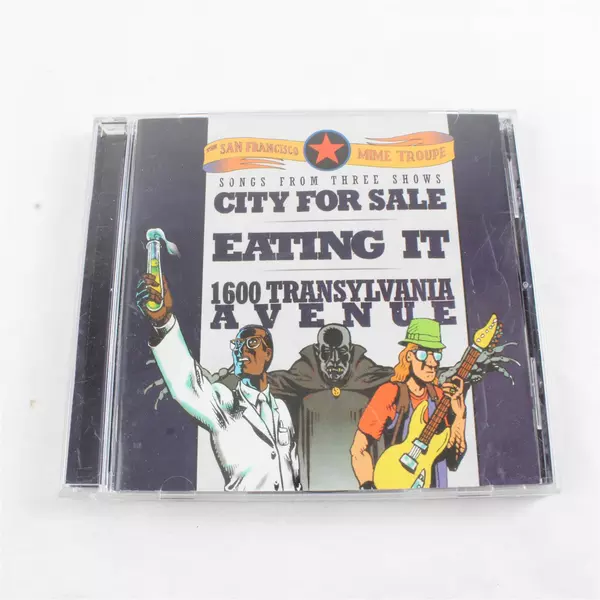 THE SAN FRANCISCO MIME TROUPE
SONGS FROM THREE SHOWS
CITY FOR SALE
EATING IT
1600 TRANSYLVANIA
AVENUE